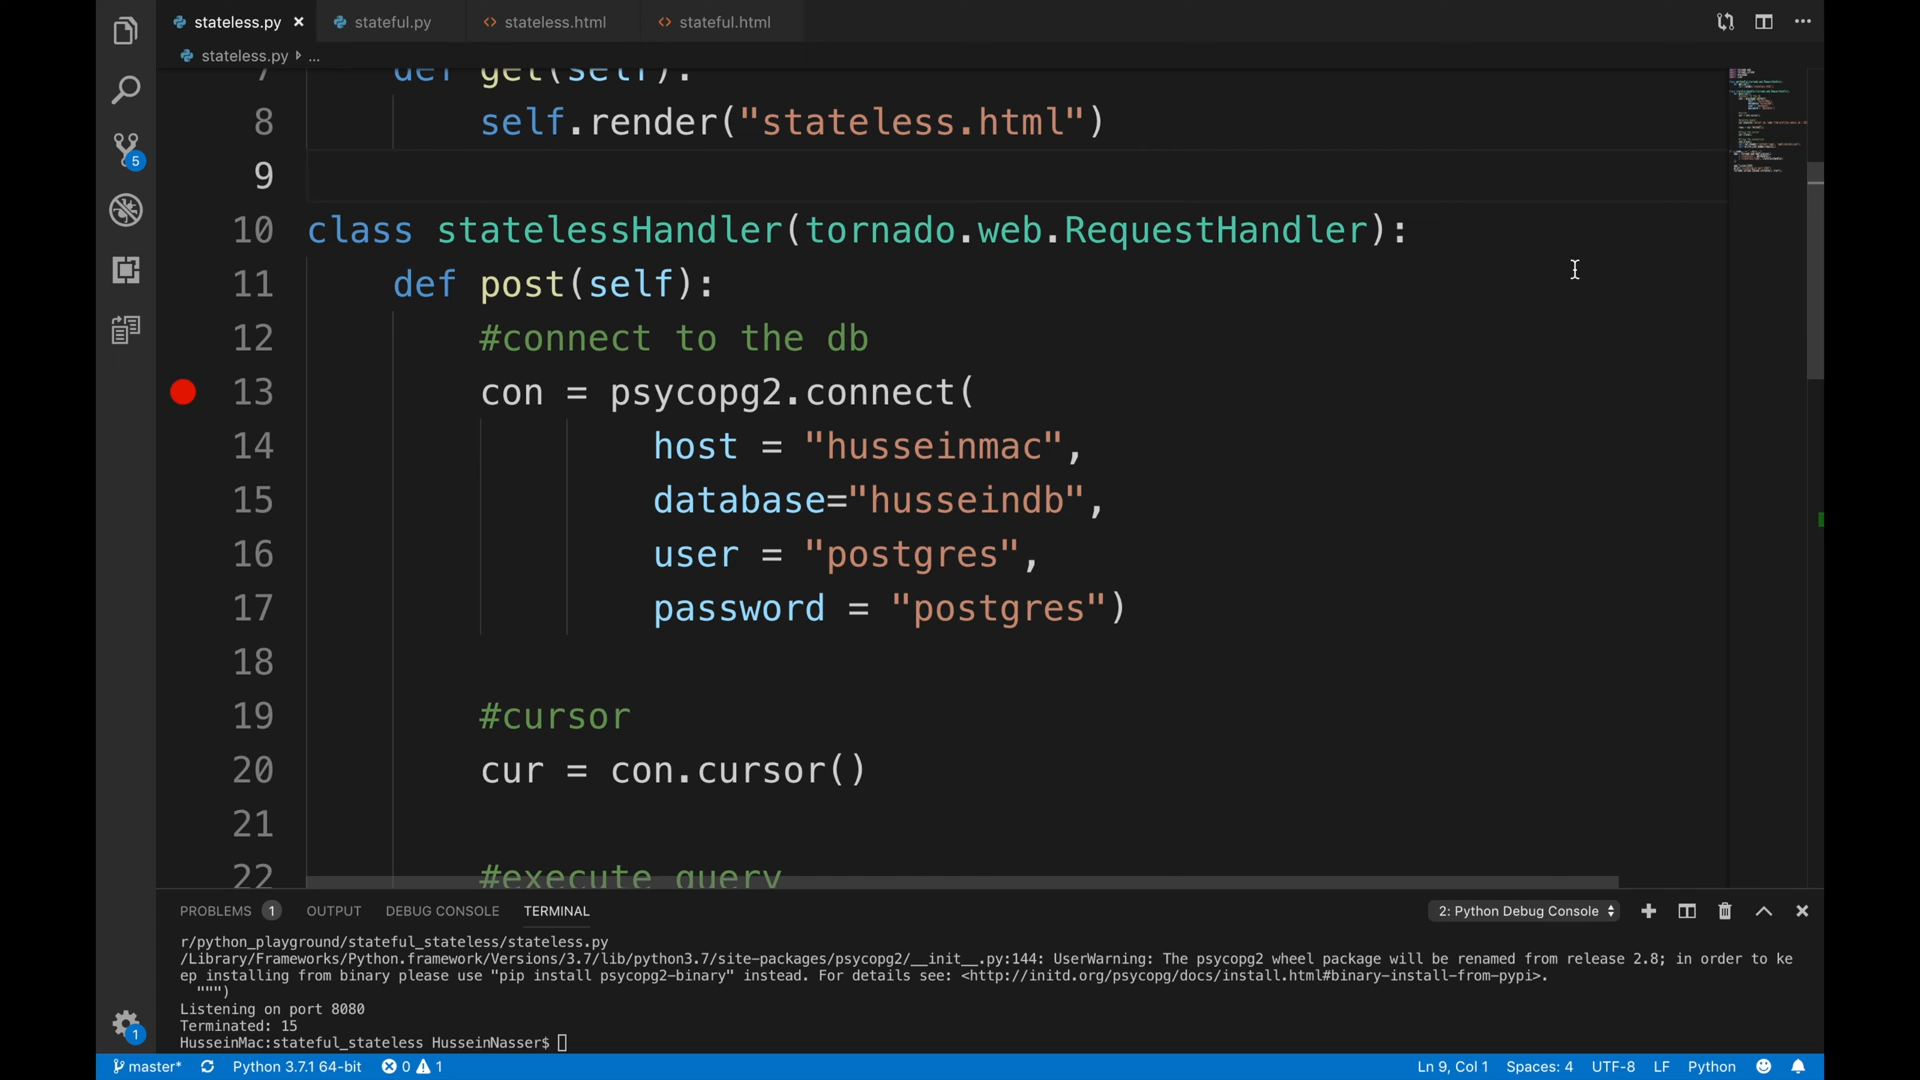 stateless.py
stateful.py
stateless.html
stateful.html
stateless.py ...
7 def get(self):
8 self.render("stateless.html")
9
10 class statelessHandler(tornado.web.RequestHandler):
11 def post(self):
12 #connect to the db
13 con = psycopg2.connect(
14 host = "husseinmac",
15 database="husseindb",
16 user = "postgres",
17 password = "postgres")
18
19 #cursor
20 cur = con.cursor()
21
22 #execute query
5
PROBLEMS 1 OUTPUT DEBUG CONSOLE TERMINAL
2: Python Debug Console
r/python_playground/stateful_stateless/stateless.py
/Library/Frameworks/Python.framework/Versions/3.7/lib/python3.7/site-packages/psycopg2/__init__.py:144: UserWarning: The psycopg2 wheel package will be renamed from release 2.8; in order to ke
ep installing from binary please use "pip install psycopg2-binary" instead. For details see: <http://initd.org/psycopg/docs/install.html#binary-install-from-pypi>.
""")
Listening on port 8080
Terminated: 15
HusseinMac:stateful_stateless HusseinNasser$
1
master* Python 3.7.1 64-bit 0 1 Ln 9, Col 1 Spaces: 4 UTF-8 LF Python